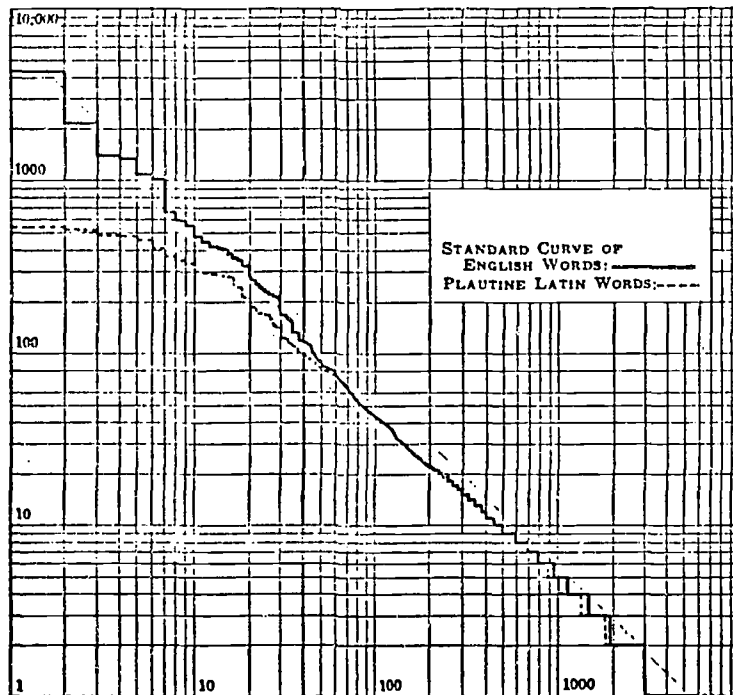 10,000
1000
STANDARD CURVE OF
ENGLISH WORDS:
PLAUTINE LATIN WORDS:
100
10
1 10 100 1000